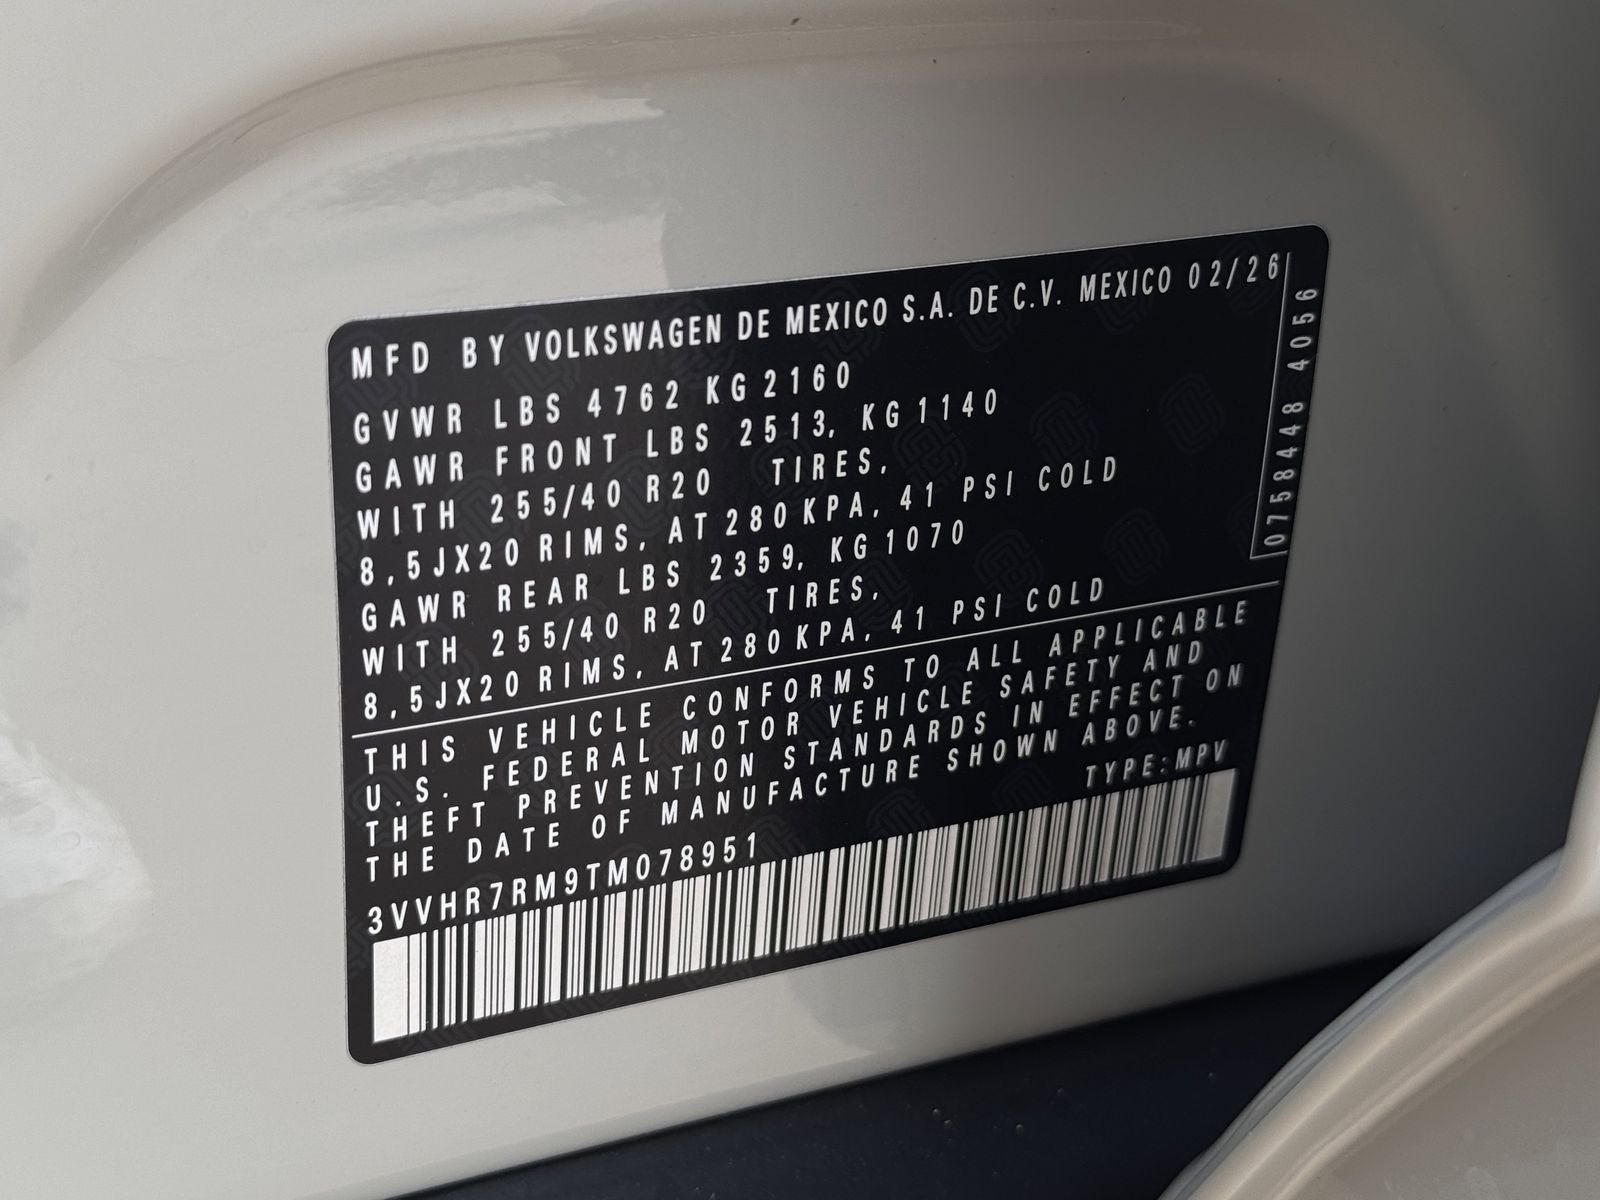 MFD BY VOLKSWAGEN DE MEXICO S.A. DE C.V. MEXICO 02/26
GVWR LBS 4762 KG 2160
GAWR FRONT LBS 2513, KG 1140
WITH 255/40 R20 TIRES,
8,5JX20 RIMS, AT 280 KPA, 41 PSI COLD
GAWR REAR LBS 2359, KG 1070
WITH 255/40 R20 TIRES,
8,5JX20 RIMS, AT 280 KPA, 41 PSI COLD
0758448 4056
THIS VEHICLE CONFORMS TO ALL APPLICABLE
U.S. FEDERAL MOTOR VEHICLE SAFETY AND
THEFT PREVENTION STANDARDS IN EFFECT ON
THE DATE OF MANUFACTURE SHOWN ABOVE.
TYPE:MPV
3VVHR7RM9TM078951